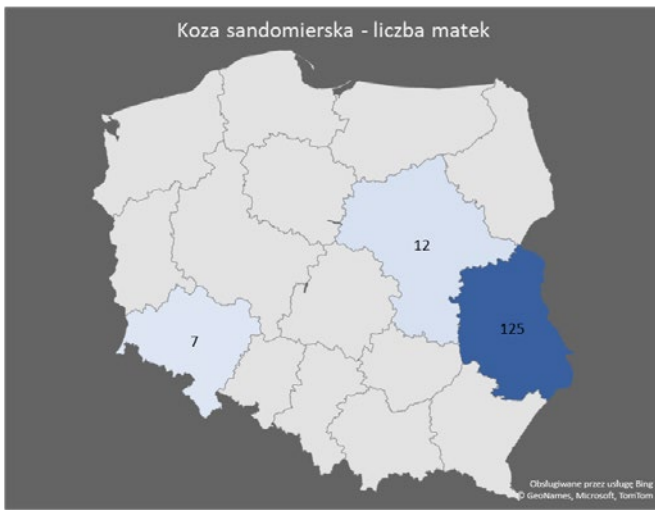 Koza sandomierska - liczba matek
12
125
7
Obsługiwane przez usługę Bing
© GeoNames, Microsoft, TomTom